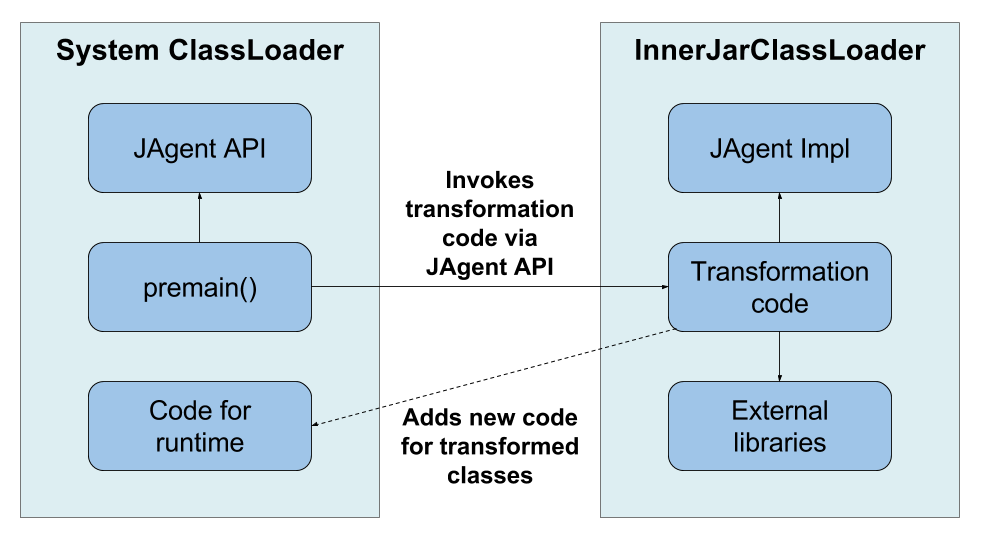 System ClassLoader
InnerJarClassLoader
JAgent API
JAgent Impl
Invokes
transformation
code via
JAgent API
premain()
Transformation
code
Code for
runtime
Adds new code
for transformed
classes
External
libraries